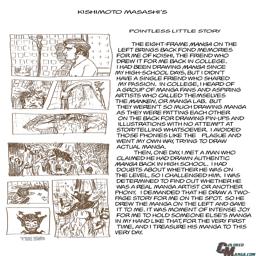 KISHIMOTO MASASHI'S
POINTLESS LITTLE STORY
THE EIGHT-FRAME MANGA ON THE
LEFT BRINGS BACK FOND MEMORIES
FOR ME OF KOICHI, THE FRIEND WHO
DREW IT FOR ME BACK IN COLLEGE.
I HAD BEEN DRAWING MANGA SINCE
MY HIGH-SCHOOL DAYS, BUT I DIDN'T
HAVE A SINGLE FRIEND WHO SHARED
MY PASSION. IN COLLEGE, I HEARD OF
A GROUP OF MANGA FANS AND ASPIRING
ARTISTS WHO CALLED THEMSELVES
THE MANKEN, OR MANGA LAB. BUT
THEY WEREN'T SO MUCH DRAWING MANGA
AS THEY WERE PATTING EACH OTHER
ON THE BACK FOR DRAWING PIN-UPS AND
ILLUSTRATIONS WITH NO ATTEMPT AT
STORYTELLING WHATSOEVER. I AVOIDED
THOSE PHONIES LIKE THE PLAGUE AND
WENT MY OWN WAY, TRYING TO DRAW
ACTUAL MANGA.
THEN, ONE DAY, I MET A MAN WHO
CLAIMED HE HAD DRAWN AUTHENTIC
MANGA BACK IN HIGH SCHOOL. I HAD
DOUBTS ABOUT WHETHER HE WAS ON
THE LEVEL, SO I CHALLENGED HIM. I WAS
DETERMINED TO FIND OUT WHETHER HE
WAS A REAL MANGA ARTIST OR ANOTHER
PHONY. I DEMANDED THAT HE DRAW A TWO-
PAGE STORY FOR ME ON THE SPOT. SO HE
DREW THE MANGA ON THE LEFT AND GAVE
IT TO ME. IT WAS MOMENT OF INTENSE JOY
FOR ME TO HOLD SOMEONE ELSE'S MANGA
IN MY HAND LIKE THAT, FOR THE VERY FIRST
TIME, AND I TREASURE HIS MANGA TO THIS
VERY DAY.